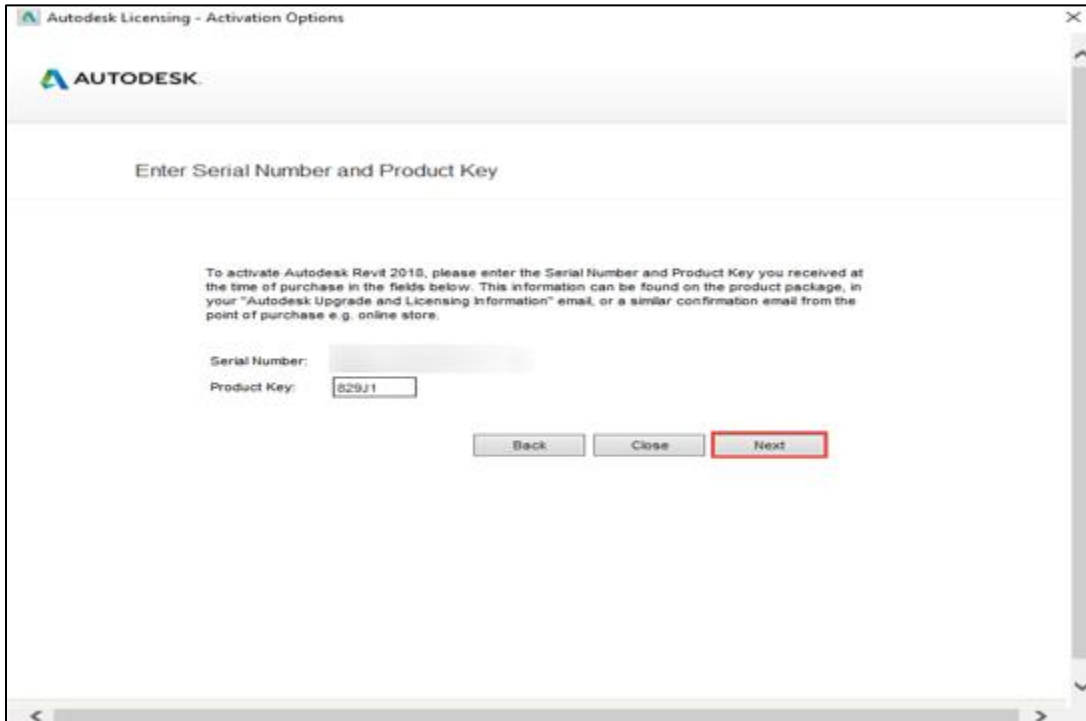 Autodesk Licensing - Activation Options
AUTODESK.
Enter Serial Number and Product Key
To activate Autodesk Revit 2018, please enter the Serial Number and Product Key you received at
the time of purchase in the fields below. This information can be found on the product package, in
your "Autodesk Upgrade and Licensing Information" email, or a similar confirmation email from the
point of purchase e.g. online store.
Serial Number:
Product Key: 829J1
Back Close Next